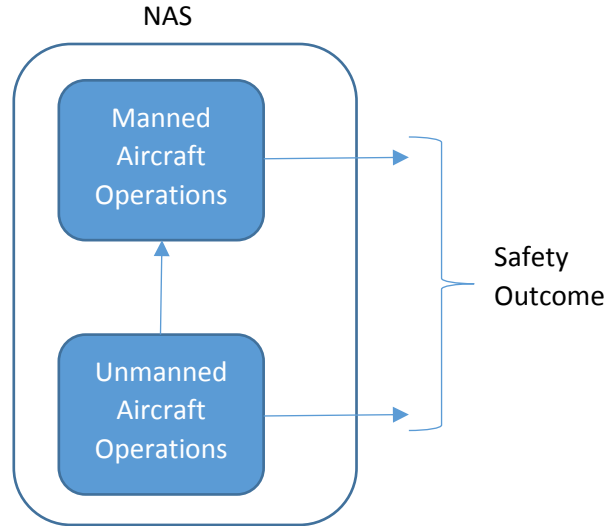 NAS
Manned
Aircraft
Operations
Safety
Outcome
Unmanned
Aircraft
Operations